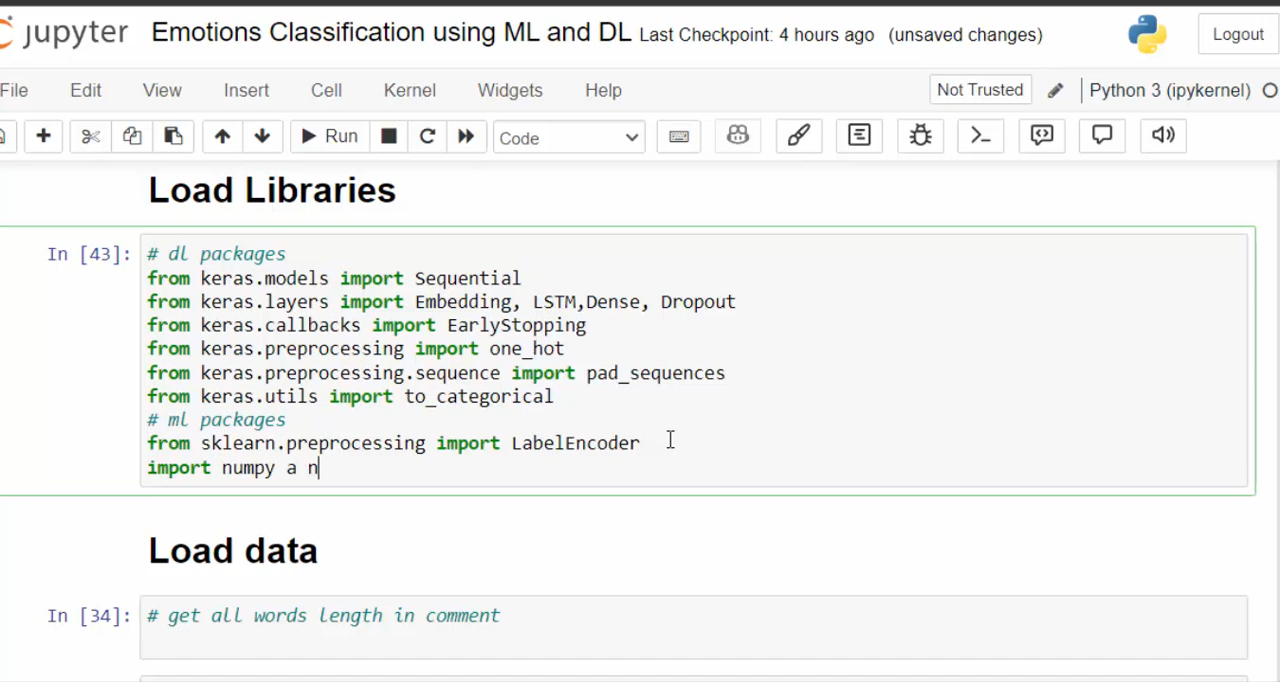 jupyter Emotions Classification using ML and DL Last Checkpoint: 4 hours ago (unsaved changes) Logout
File Edit View Insert Cell Kernel Widgets Help Not Trusted Python 3 (ipykernel)
Run Code
Load Libraries
In [43]: # dl packages
from keras.models import Sequential
from keras.layers import Embedding, LSTM,Dense, Dropout
from keras.callbacks import EarlyStopping
from keras.preprocessing import one_hot
from keras.preprocessing.sequence import pad_sequences
from keras.utils import to_categorical
# ml packages
from sklearn.preprocessing import LabelEncoder
import numpy a n
Load data
In [34]: # get all words length in comment